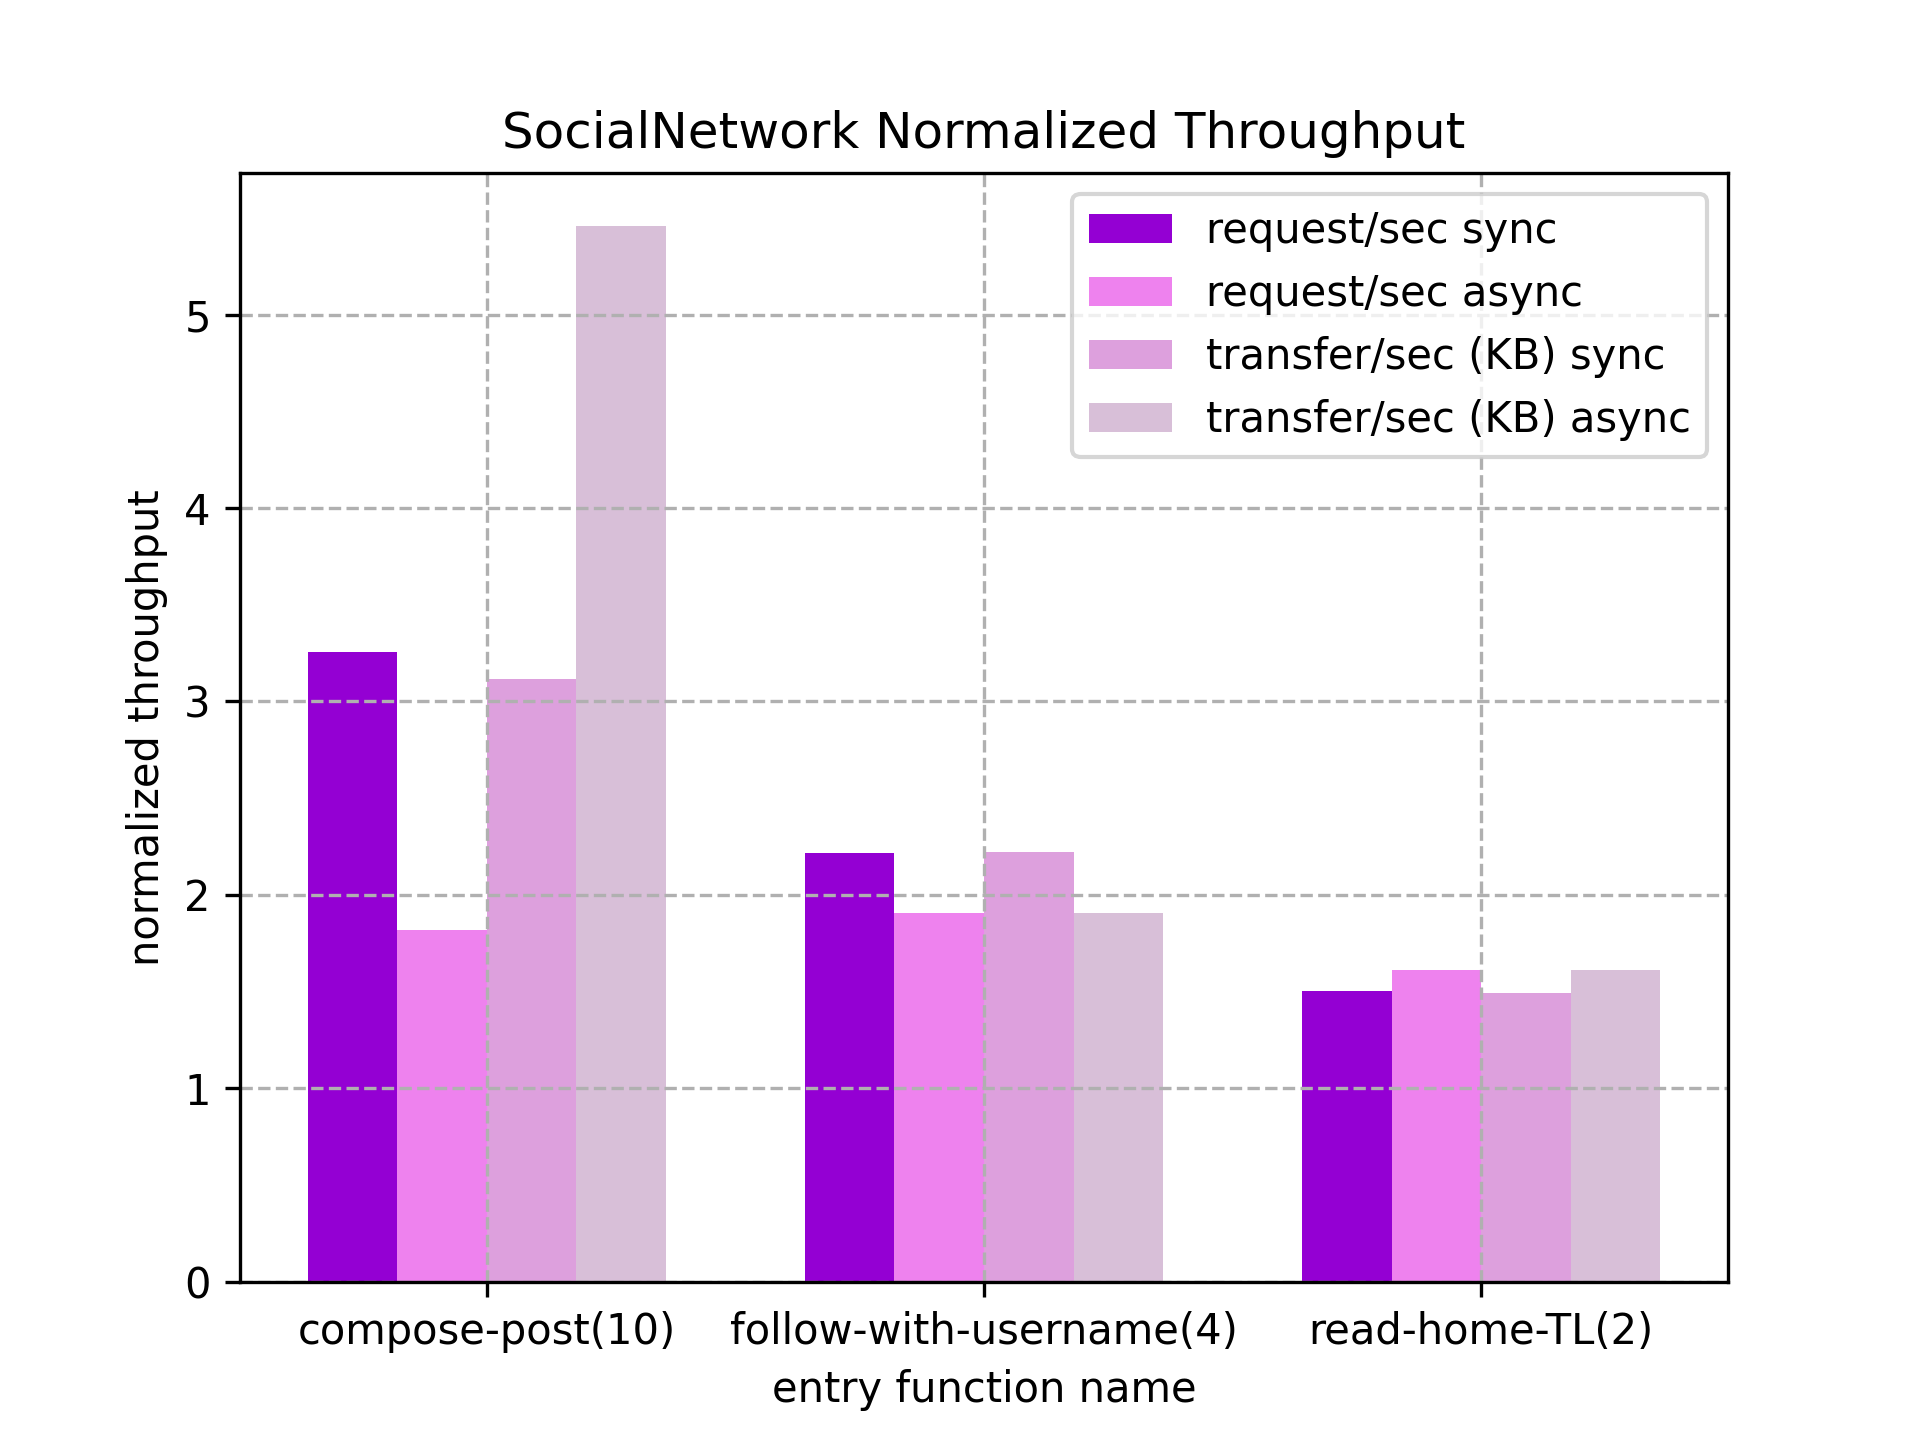 SocialNetwork Normalized Throughput
request/sec sync
request/sec async
transfer/sec (KB) sync
transfer/sec (KB) async
normalized throughput
5
4
3
2
1
0
compose-post(10)
follow-with-username(4)
read-home-TL(2)
entry function name